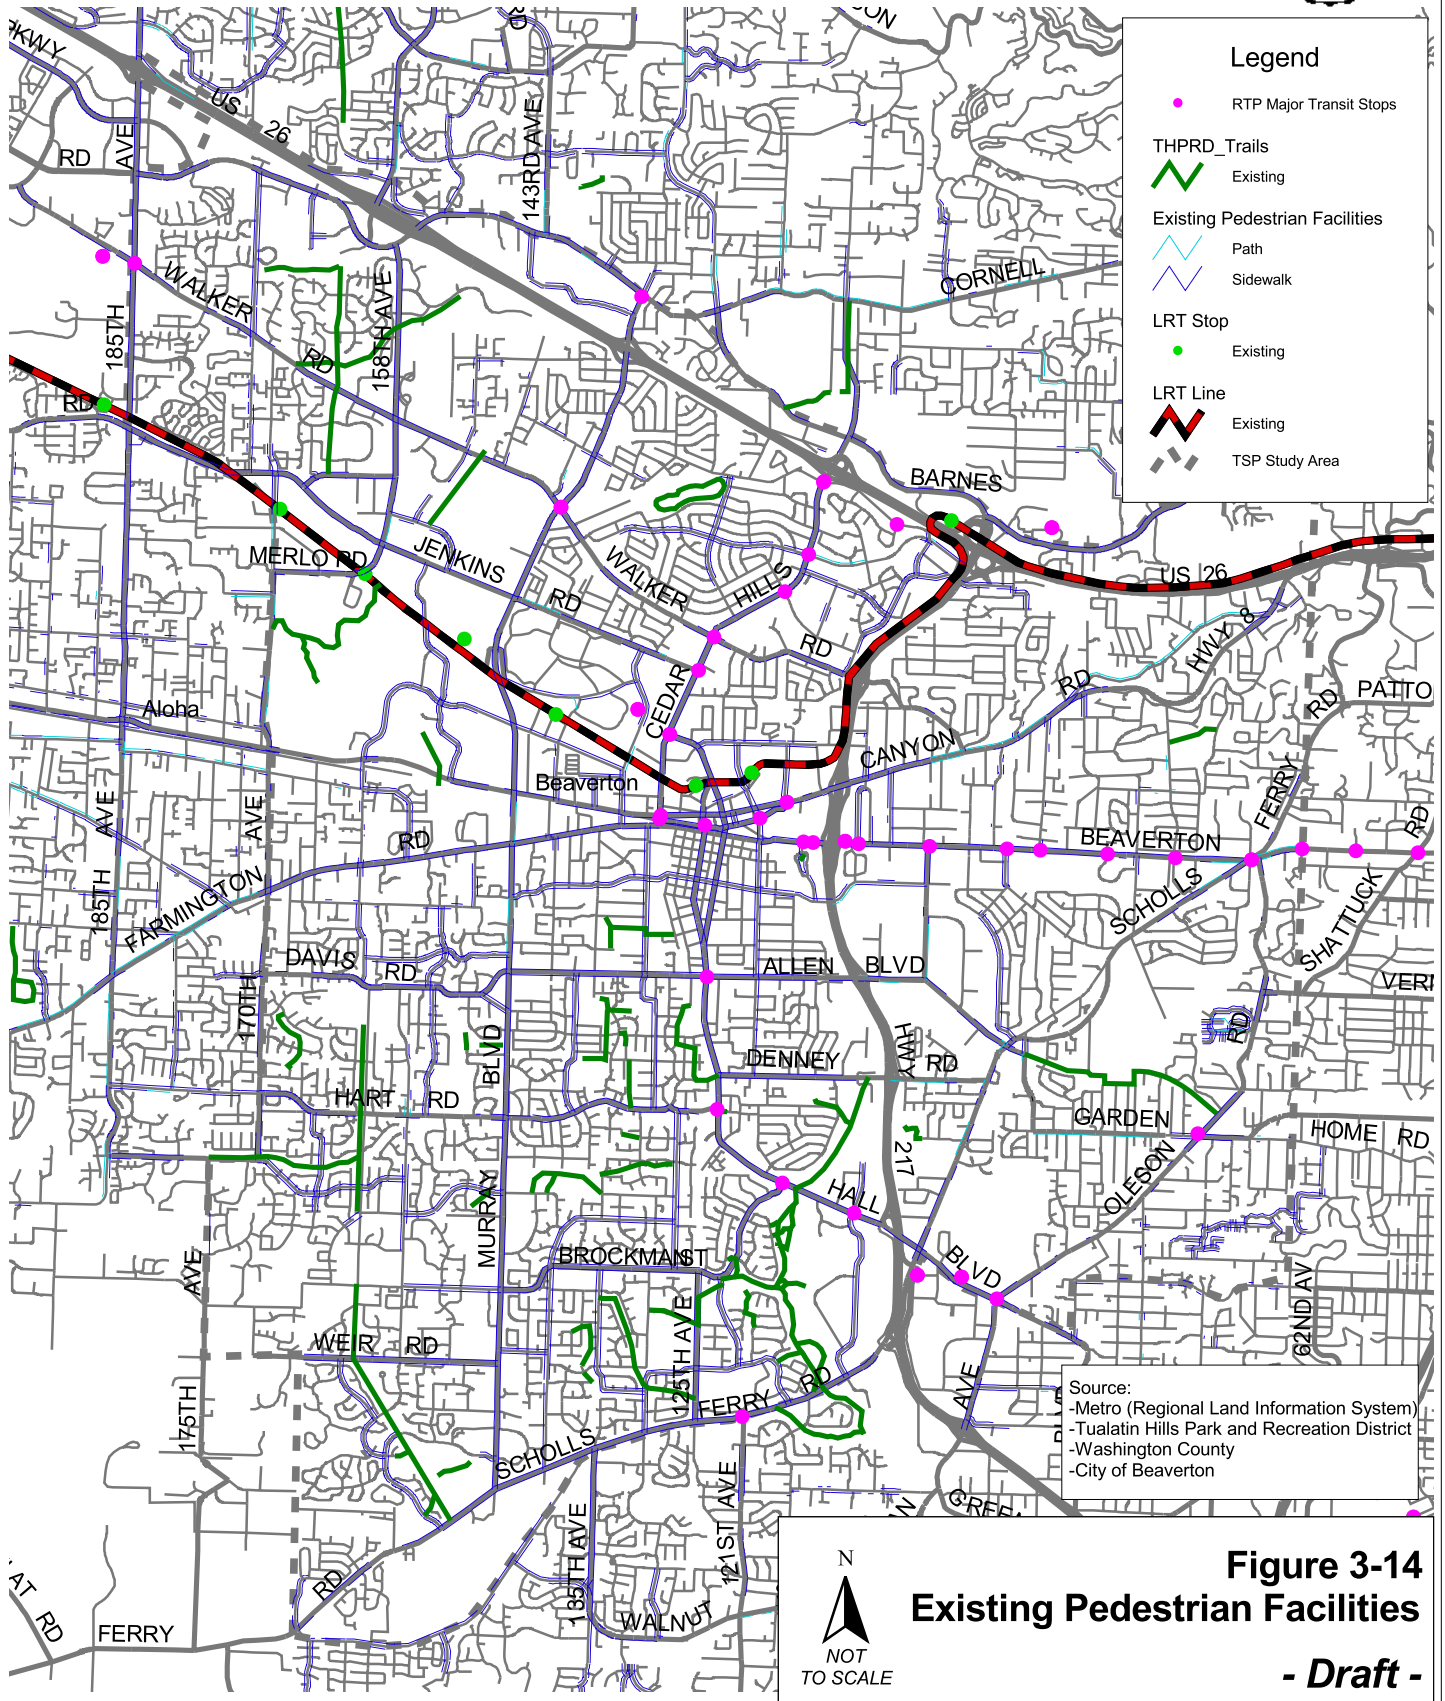 Legend
RTP Major Transit Stops
THPRD_Trails
Existing
Existing Pedestrian Facilities
Path
Sidewalk
LRT Stop
Existing
LRT Line
Existing
TSP Study Area
PKWY
US 26
RD
AVE
143RD AVE
CORNELL
WALKER
RD
185TH
158TH AVE
RD
BARNES
MERLO RD
JENKINS
RD
WALKER
HILLS
RD
CEDAR
US 26
HWY 8
RD
RD
PATTO
Aloha
CANYON
Beaverton
AVE
AVE
RD
FERRY
RD
BEAVERTON
185TH
FARMINGTON
SCHOLLS
SHATTUCK
DAVIS
RD
ALLEN
BLVD
170TH
BLVD
HWY
RD
DENNEY
RD
HART
RD
GARDEN
HOME RD
217
OLESON
HALL
MURRAY
BLVD
BROCKMAN
ST
AVE
125TH AVE
62ND AV
WEIR
RD
175TH
FERRY
RD
AVE
SCHOLLS
135TH AVE
121ST AVE
RD
WALNUT
RD
FERRY
Source:
-Metro (Regional Land Information System)
-Tualatin Hills Park and Recreation District
-Washington County
-City of Beaverton
N
NOT
TO SCALE
Figure 3-14
Existing Pedestrian Facilities
- Draft -